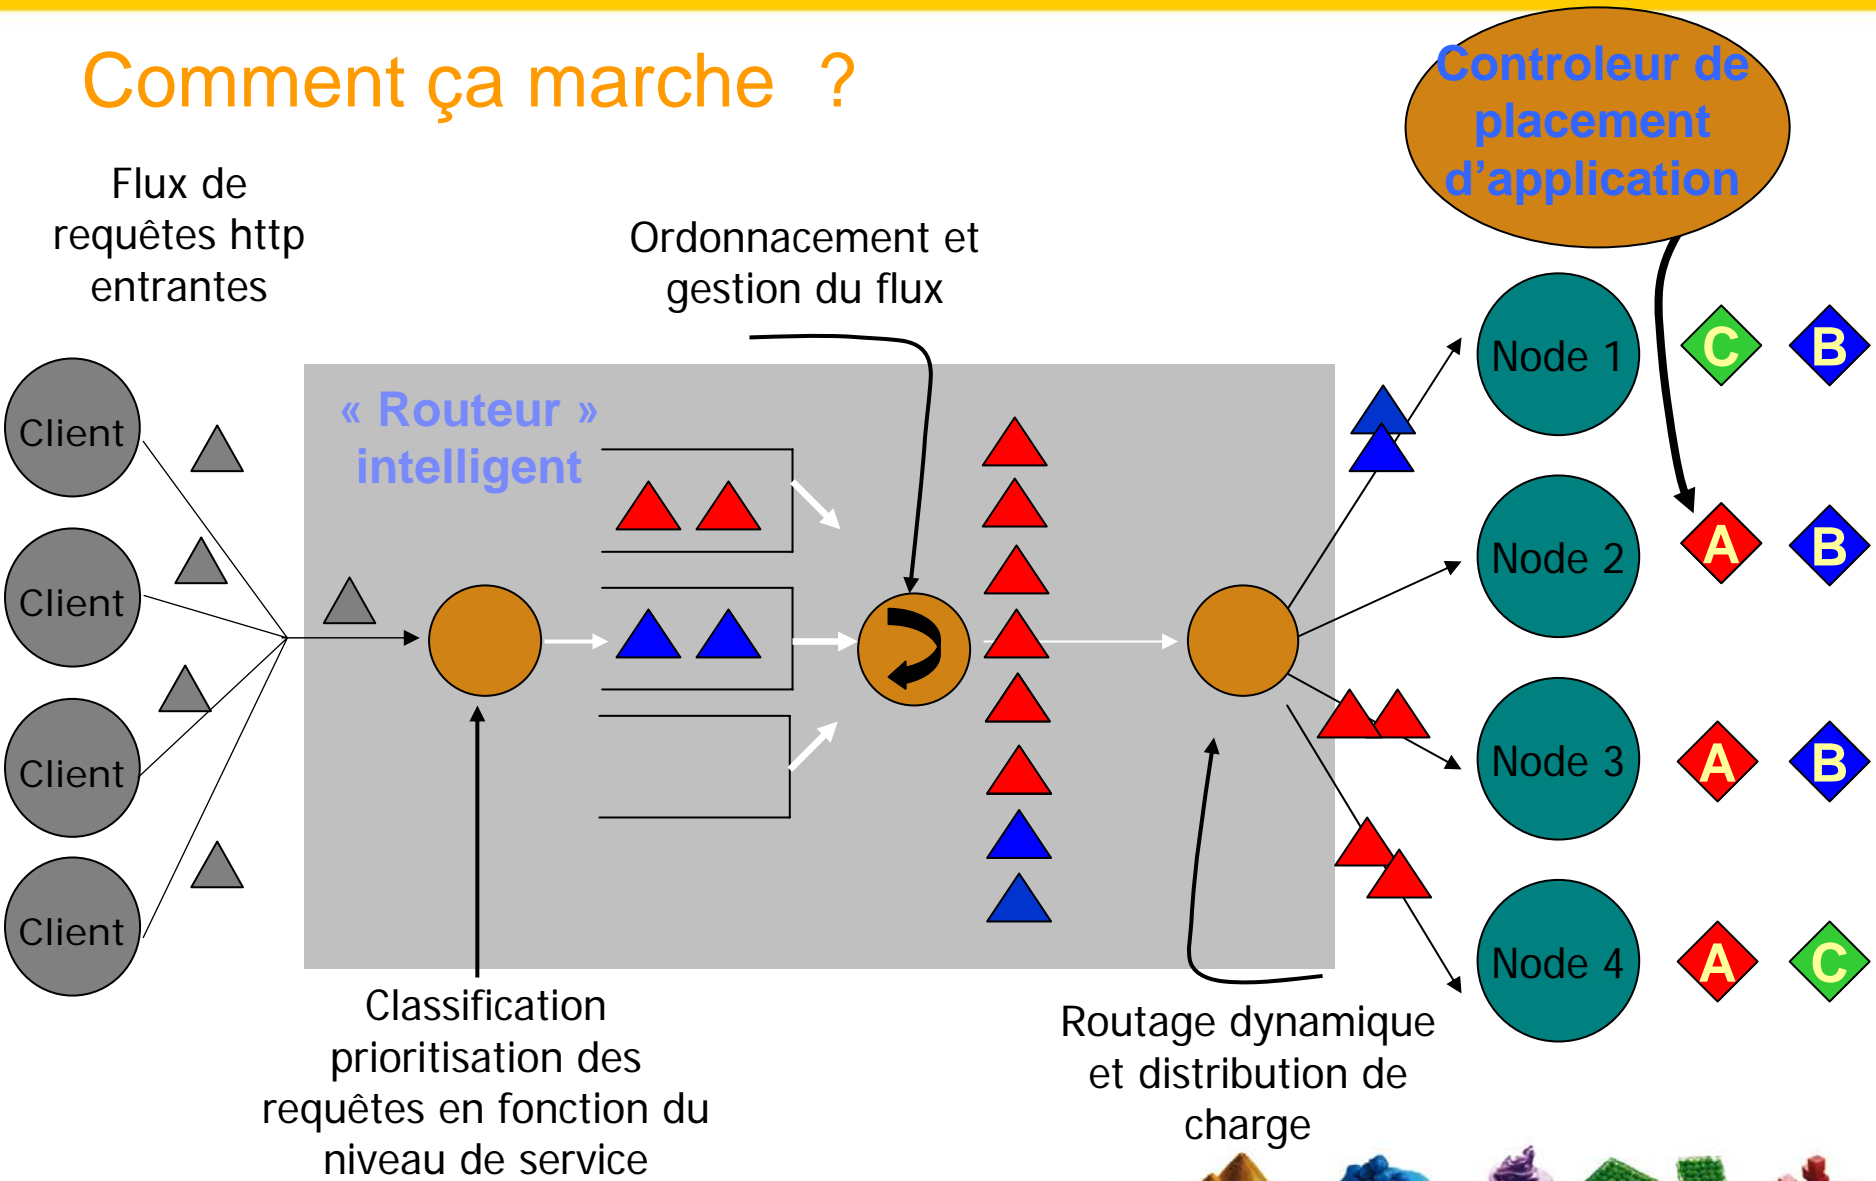 Comment ça marche ?
Controleur de
placement
d'application
Flux de
requêtes http
entrantes
Ordonnacement et
gestion du flux
« Routeur »
intelligent
Client
Client
Client
Client
Node 1
C
B
Node 2
A
B
Node 3
A
B
Node 4
A
C
Classification
prioritisation des
requêtes en fonction du
niveau de service
Routage dynamique
et distribution de
charge